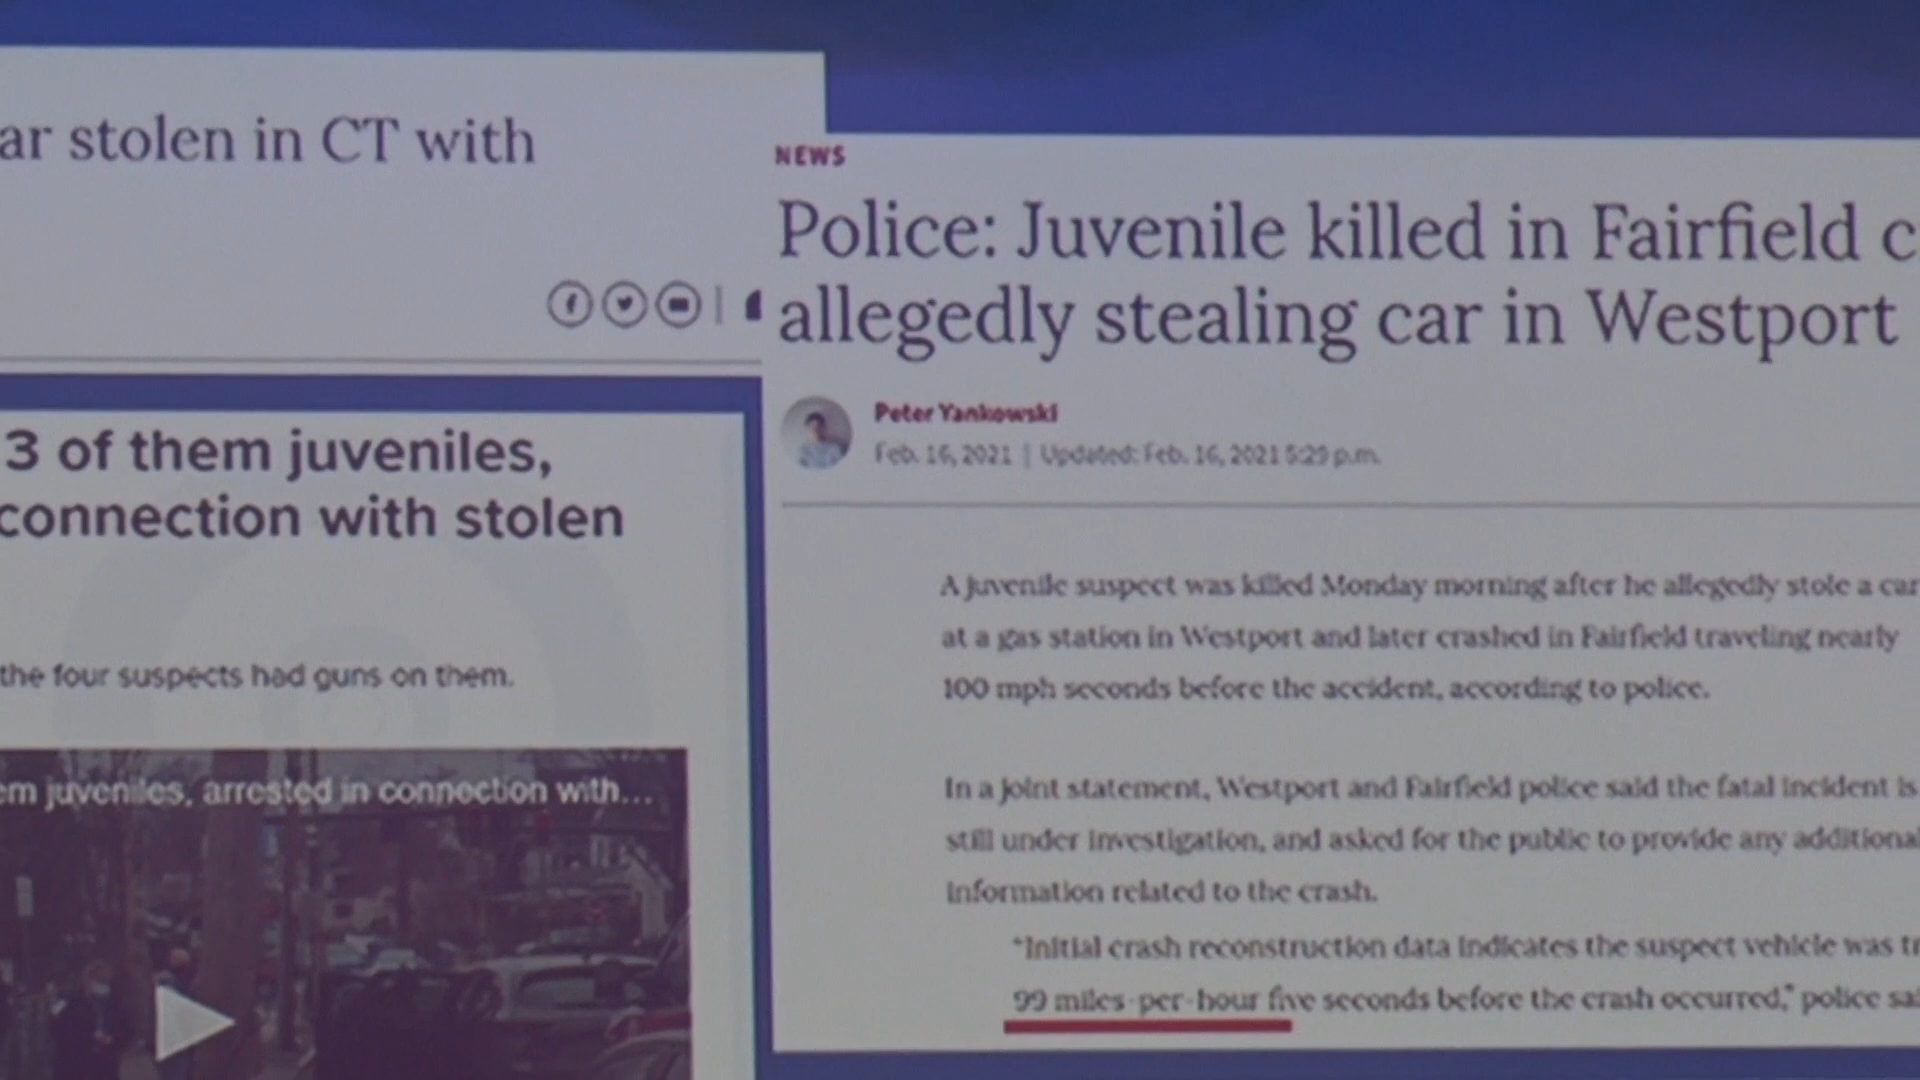 ar stolen in CT with
3 of them juveniles,
connection with stolen
the four suspects had guns on them.
em juveniles, arrested in connection with...
NEWS
Police: Juvenile killed in Fairfield c
allegedly stealing car in Westport
Peter Yankowski
Feb. 16, 2021 | Updated: Feb. 16, 2021 5:29 p.m.
A juvenile suspect was killed Monday morning after he allegedly stole a car
at a gas station in Westport and later crashed in Fairfield traveling nearly
100 mph seconds before the accident, according to police.
In a joint statement, Westport and Fairfield police said the fatal incident is
still under investigation, and asked for the public to provide any additional
information related to the crash.
"Initial crash reconstruction data indicates the suspect vehicle was tr
99 miles-per-hour five seconds before the crash occurred," police sa